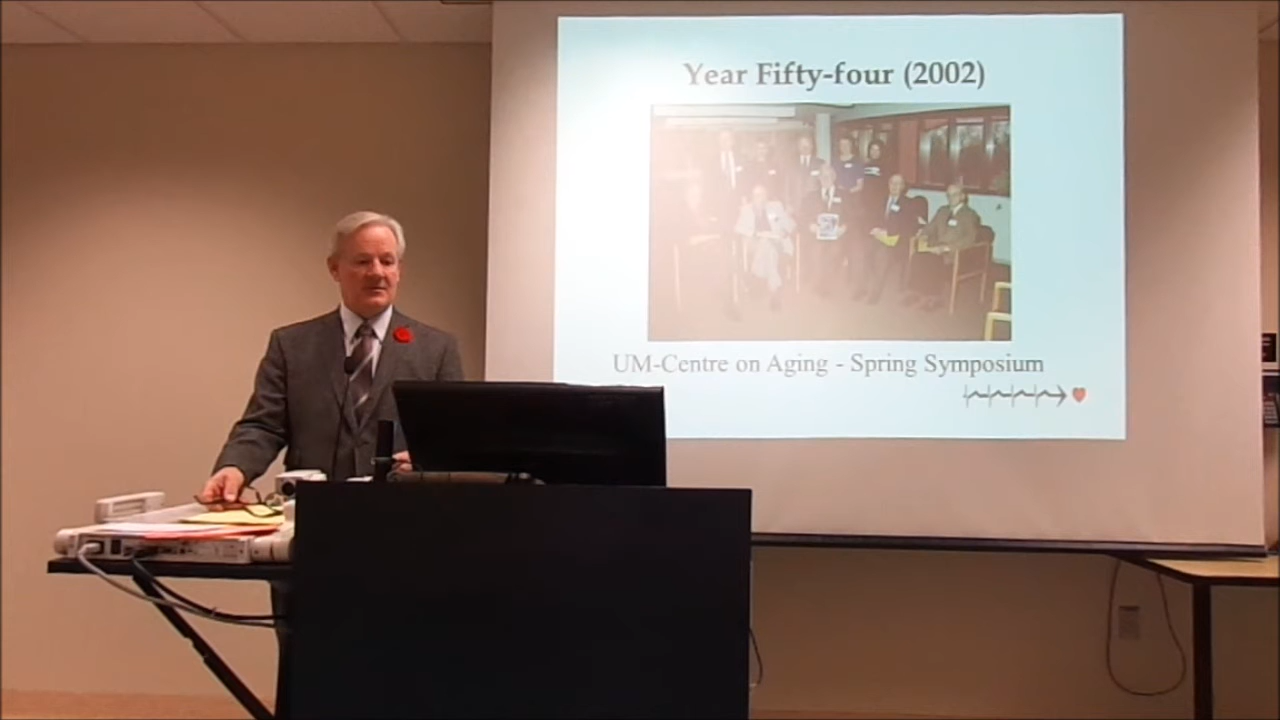 Year Fifty-four (2002)
UM-Centre on Aging - Spring Symposium